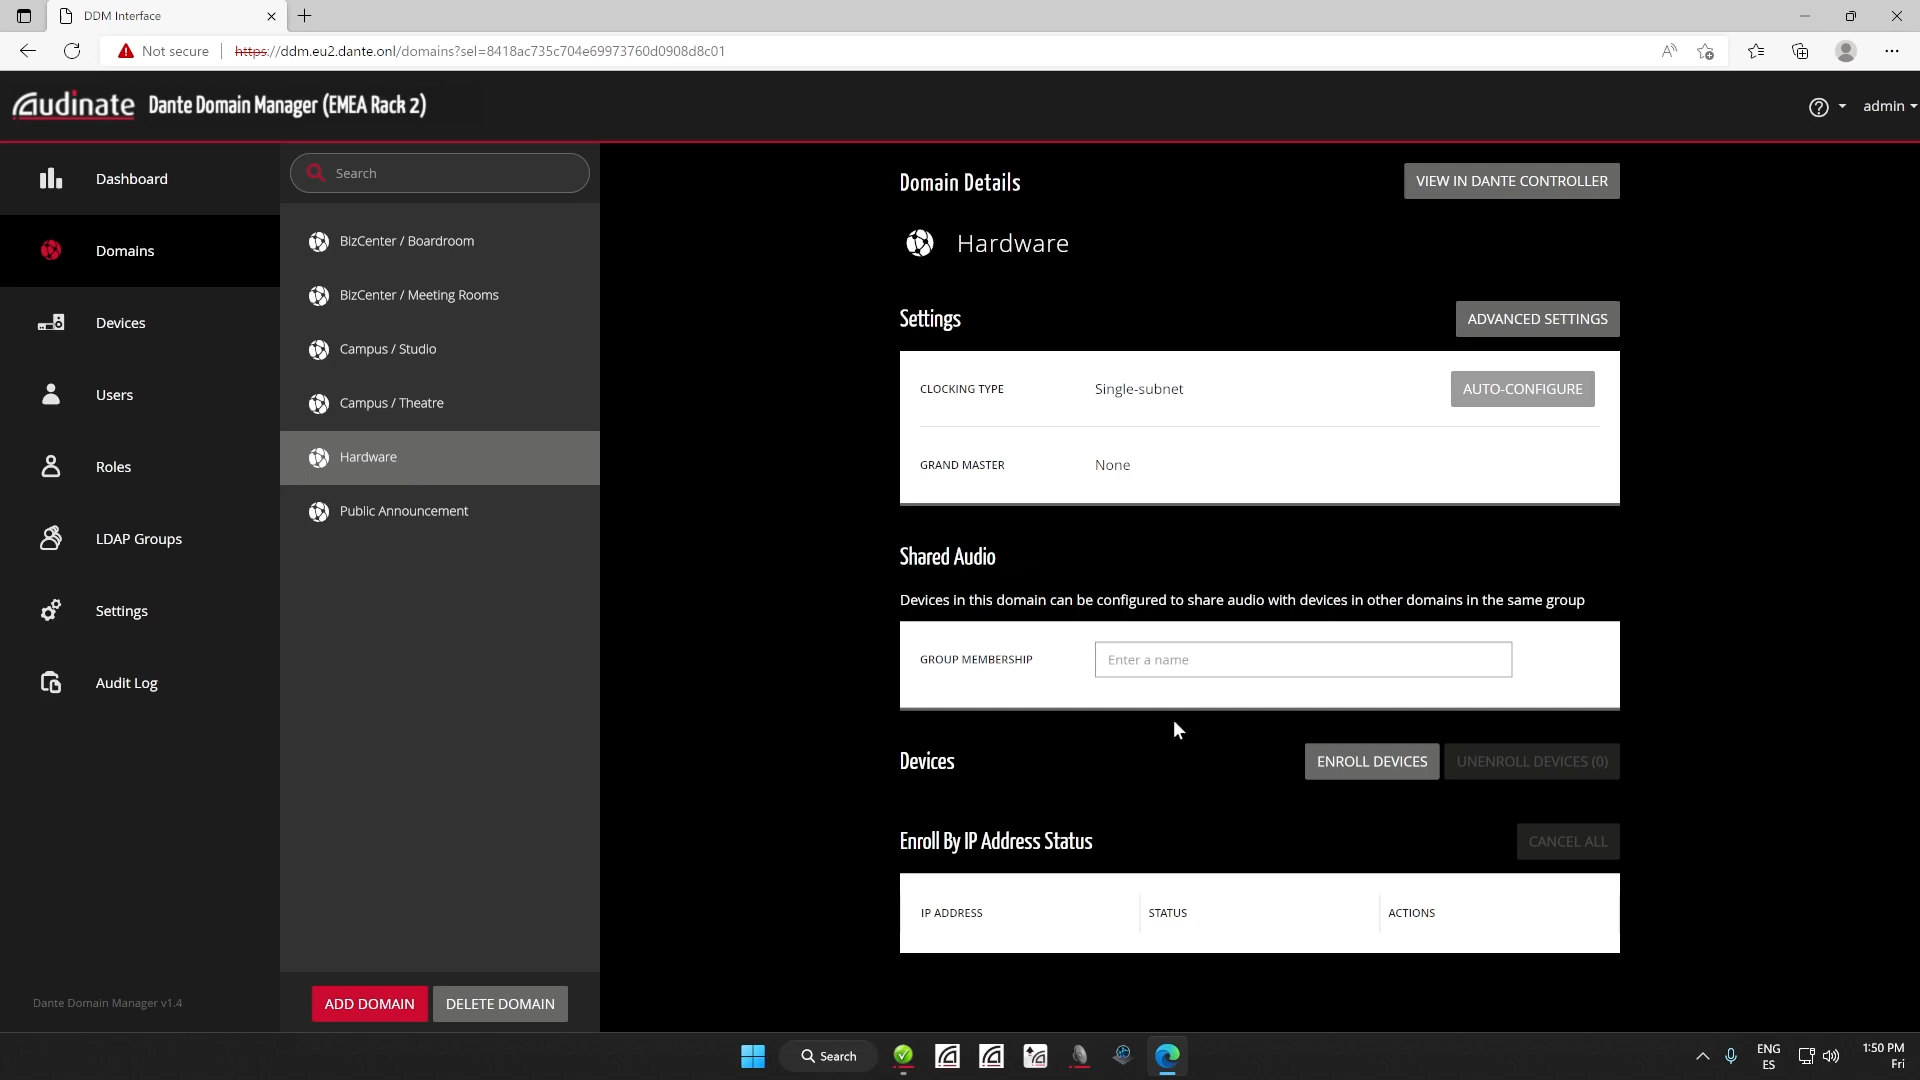 DDM Interface
Not secure
https://ddm.eu2.dante.onl/domains?sel=8418ac735c704e69973760d0908d8c01
Audinate
Dante Domain Manager (EMEA Rack 2)
admin
Dashboard
Domains
Devices
Users
Roles
LDAP Groups
Settings
Audit Log
Dante Domain Manager v1.4
Search
BizCenter / Boardroom
BizCenter / Meeting Rooms
Campus / Studio
Campus / Theatre
Hardware
Public Announcement
ADD DOMAIN
DELETE DOMAIN
Domain Details
VIEW IN DANTE CONTROLLER
Hardware
Settings
ADVANCED SETTINGS
CLOCKING TYPE
Single-subnet
AUTO-CONFIGURE
GRAND MASTER
None
Shared Audio
Devices in this domain can be configured to share audio with devices in other domains in the same group
GROUP MEMBERSHIP
Enter a name
Devices
ENROLL DEVICES
UNENROLL DEVICES (0)
Enroll By IP Address Status
CANCEL ALL
IP ADDRESS
STATUS
ACTIONS
Search
ENG
ES
1:50 PM
Fri